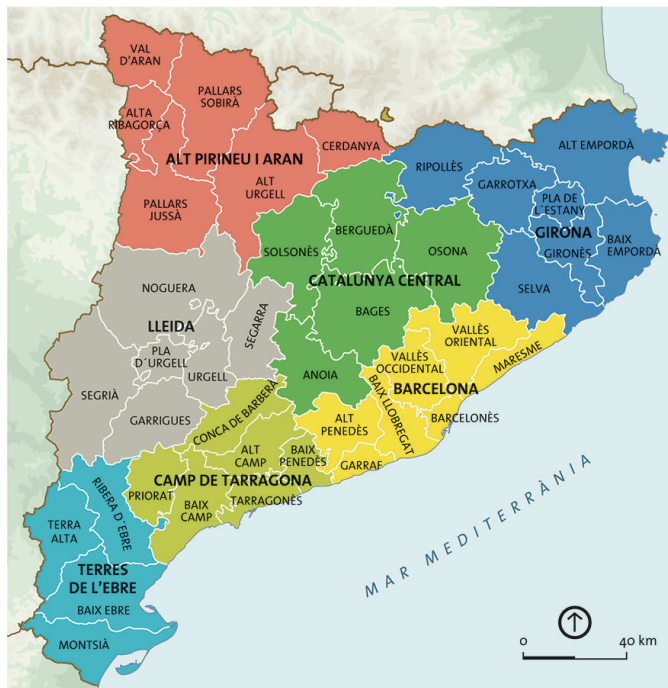 VAL
D'ARAN
PALLARS
SOBIRÀ
ALTA
RIBAGORÇA
ALT PIRINEU I ARAN
CERDANYA
ALT
URGELL
PALLARS
JUSSÀ
RIPOLLÈS
ALT EMPORDÀ
GARROTXA
PLA DE
L'ESTANY
GIRONA
GIRONÈS
BAIX
EMPORDÀ
SELVA
BERGUEDÀ
SOLSONÈS
OSONA
CATALUNYA CENTRAL
BAGES
ANOIA
NOGUERA
LLEIDA
SEGARRA
PLA
D´URGELL
URGELL
SEGRIÀ
GARRIGUES
VALLÈS
ORIENTAL
VALLÈS
OCCIDENTAL
MARESME
BARCELONA
BAIX LLOBREGAT
BARCELONÈS
ALT
PENEDÈS
GARRAF
CONCA DE BARBERÀ
ALT
CAMP
BAIX
PENEDÈS
CAMP DE TARRAGONA
PRIORAT
BAIX
CAMP
TARRAGONÈS
RIBERA D´EBRE
TERRA
ALTA
TERRES
DE L'EBRE
BAIX EBRE
MONTSIÀ
MAR MEDITERRÀNIA
0 40 km